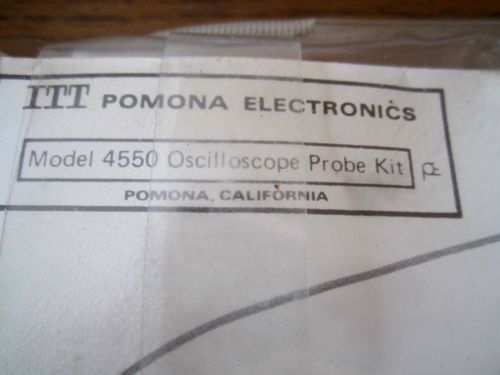 ITT POMONA ELECTRONICS
Model 4550 Oscilloscope Probe Kit
POMONA, CALIFORNIA